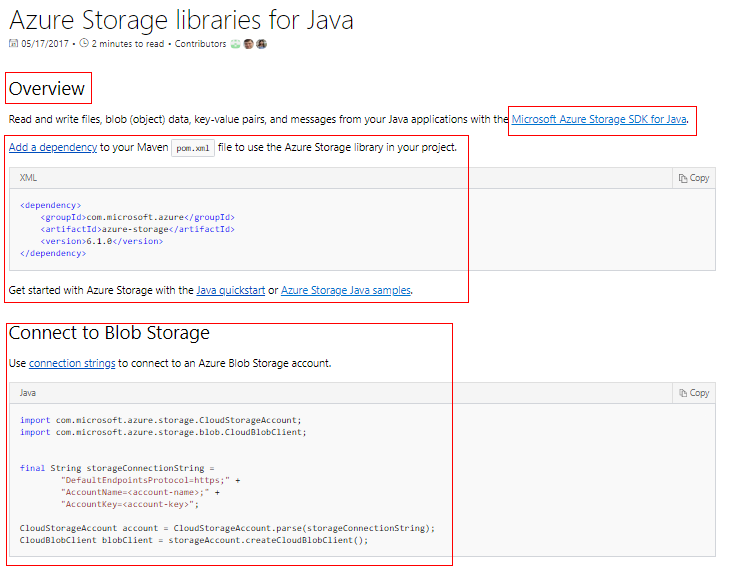 Azure Storage libraries for Java
05/17/2017 • 2 minutes to read • Contributors
Overview
Read and write files, blob (object) data, key-value pairs, and messages from your Java applications with the Microsoft Azure Storage SDK for Java.
Add a dependency to your Maven pom.xml file to use the Azure Storage library in your project.
XML Copy
<dependency>
    <groupId>com.microsoft.azure</groupId>
    <artifactId>azure-storage</artifactId>
    <version>6.1.0</version>
</dependency>
Get started with Azure Storage with the Java quickstart or Azure Storage Java samples.
Connect to Blob Storage
Use connection strings to connect to an Azure Blob Storage account.
Java Copy
import com.microsoft.azure.storage.CloudStorageAccount;
import com.microsoft.azure.storage.blob.CloudBlobClient;
final String storageConnectionString =
        "DefaultEndpointsProtocol=https;" +
        "AccountName=<account-name>;" +
        "AccountKey=<account-key>";
CloudStorageAccount account = CloudStorageAccount.parse(storageConnectionString);
CloudBlobClient blobClient = storageAccount.createCloudBlobClient();